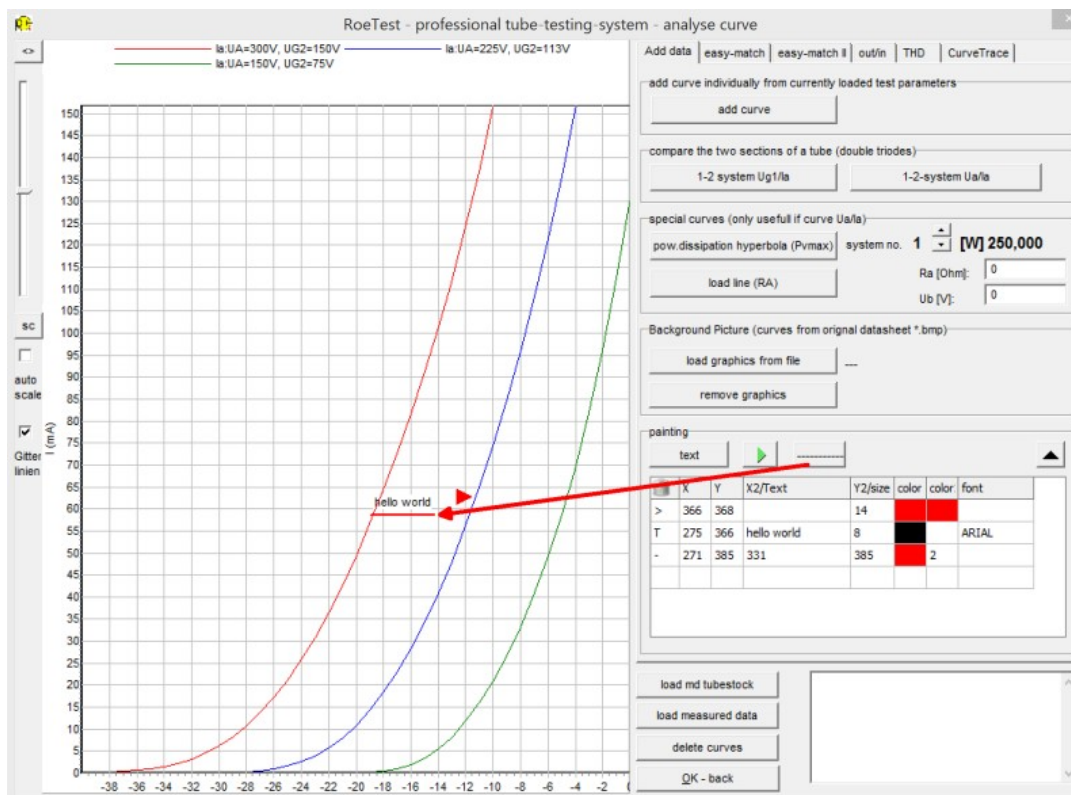 RoeTest - professional tube-testing-system - analyse curve
<>
Ia:UA=300V, UG2=150V
Ia:UA=225V, UG2=113V
Ia:UA=150V, UG2=75V
sc
auto
scale
Gitter
linien
I (mA)
150
145
140
135
130
125
120
115
110
105
100
95
90
85
80
75
70
65
60
55
50
45
40
35
30
25
20
15
10
5
0
hello world
-38 -36 -34 -32 -30 -28 -26 -24 -22 -20 -18 -16 -14 -12 -10 -8 -6 -4 -2 0
Add data easy-match easy-match II out/in THD CurveTrace
add curve individually from currently loaded test parameters
add curve
compare the two sections of a tube (double triodes)
1-2 system Ug1/Ia 1-2-system Ua/Ia
special curves (only usefull if curve Ua/Ia)
pow.dissipation hyperbola (Pvmax) system no. 1 [W] 250,000
load line (RA) Ra [Ohm]: 0
Ub [V]: 0
Background Picture (curves from orignal datasheet *.bmp)
load graphics from file ---
remove graphics
painting
text ------------
X Y X2/Text Y2/size color color font
> 366 368 14
T 275 366 hello world 8 ARIAL
- 271 385 331 385 2
load md tubestock
load measured data
delete curves
OK - back